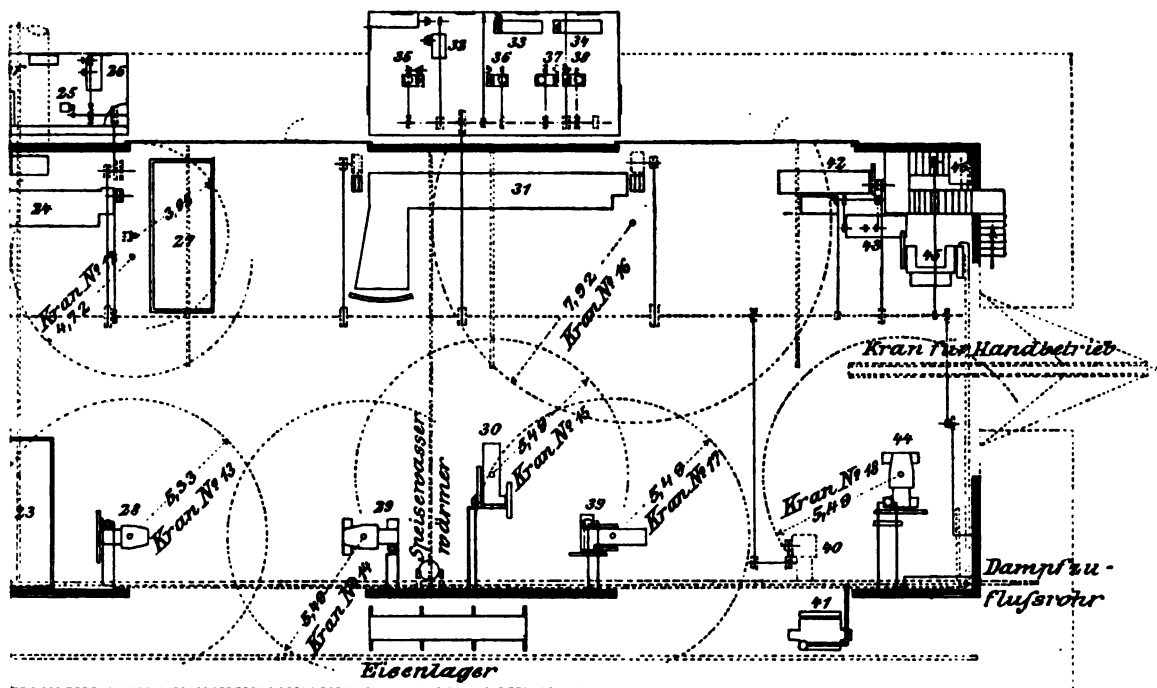 32
33
34
35
36
37
38
26
25
42
24
3,96
27
31
43
45
Kran No 12
4,72
7,92
Kran No 16
Kran für Handbetrieb
30
5,49
Kran No 15
44
23
28
5,33
Kran No 13
29
Speisewasser
wärmer
39
5,49
Kran No 17
Kran No 18
5,49
40
5,49
Kran No 14
41
Dampfzu-
flußrohr
Eisenlager